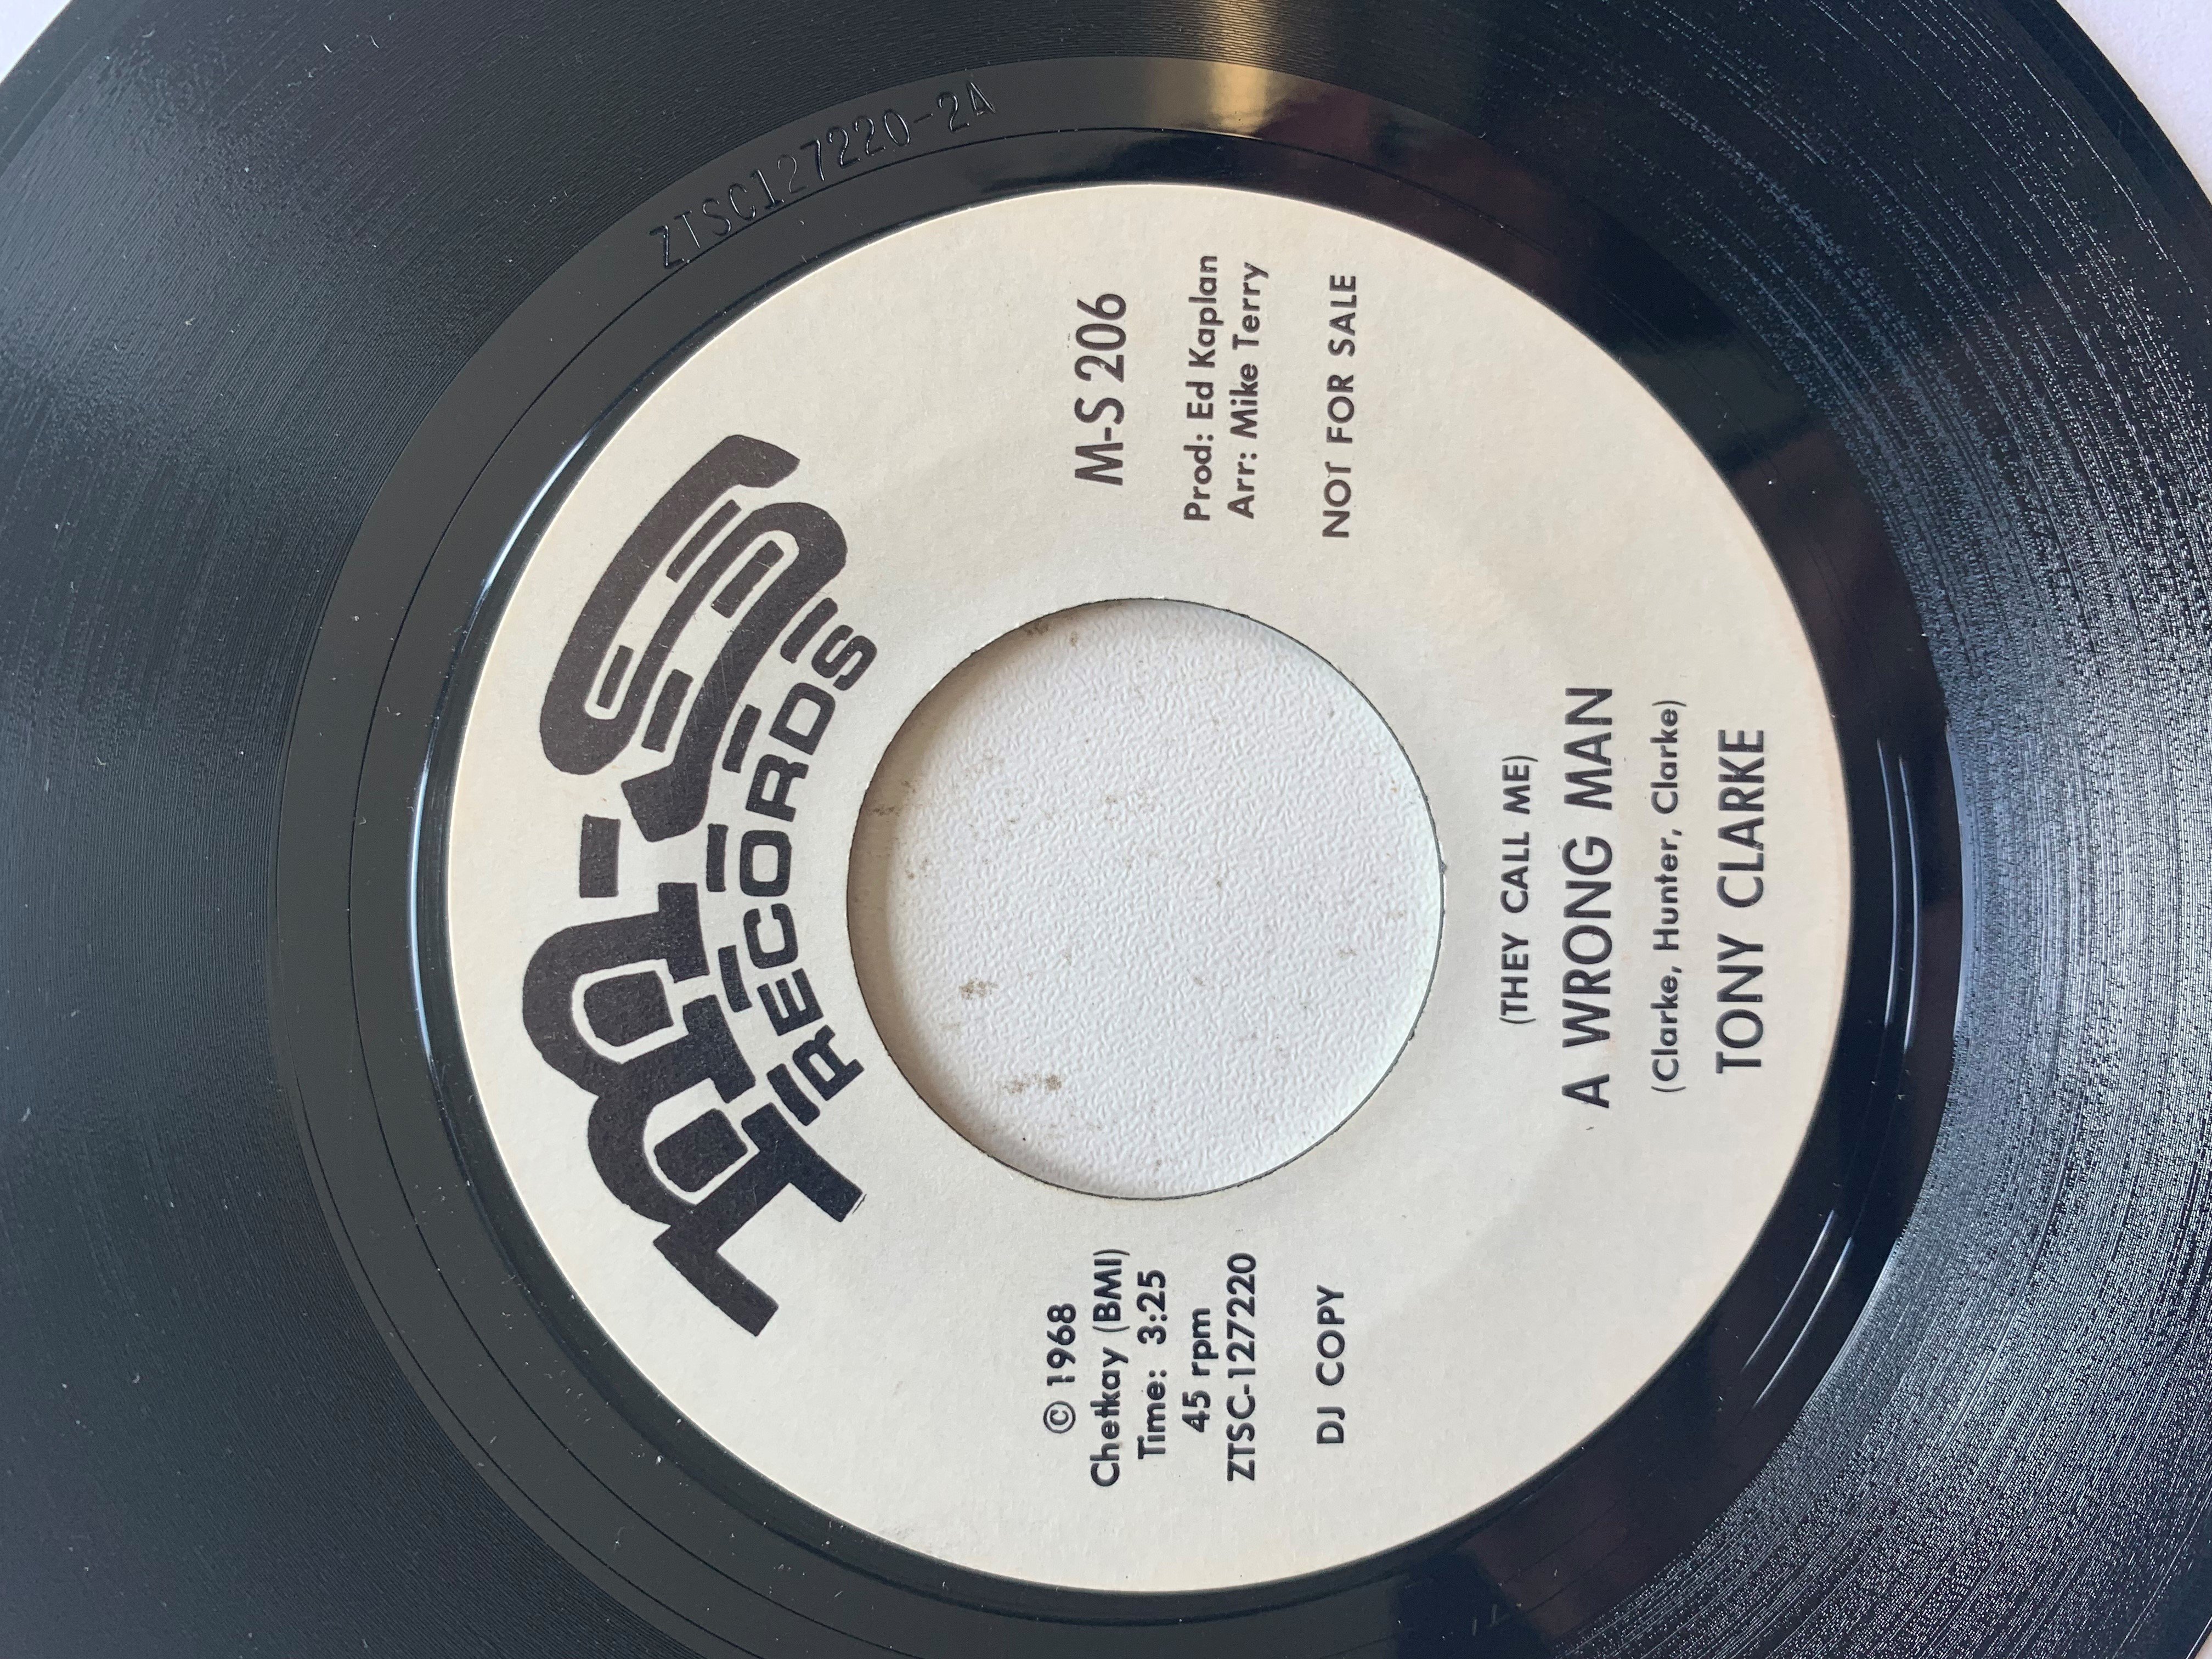 ZTSC127220-2A
m-S
RECORDS
© 1968
Chetkay (BMI)
Time: 3:25
45 rpm
ZTSC-127220
DJ COPY
M-S 206
Prod: Ed Kaplan
Arr: Mike Terry
NOT FOR SALE
(THEY CALL ME)
A WRONG MAN
(Clarke, Hunter, Clarke)
TONY CLARKE